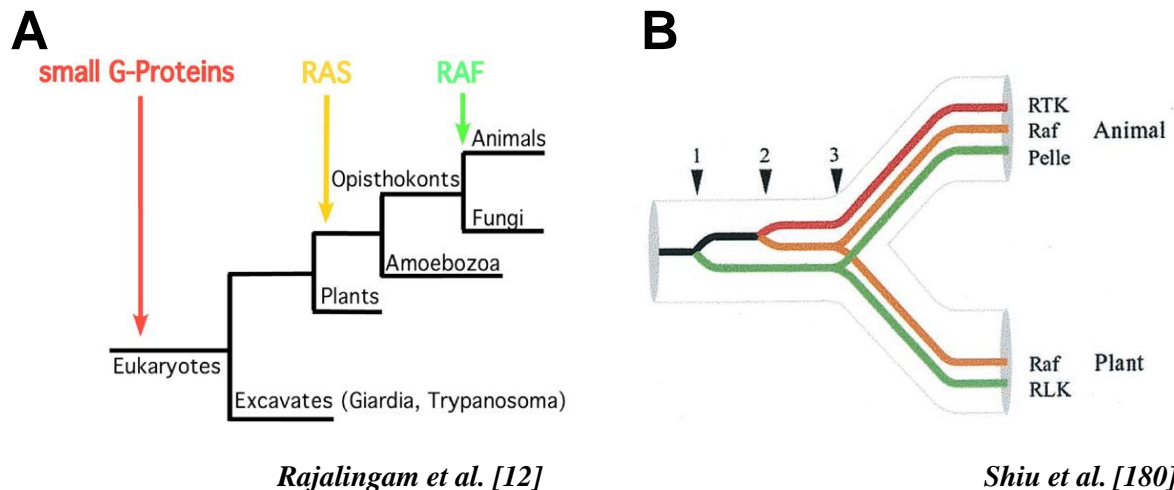 A
small G-Proteins RAS RAF
Animals
Opisthokonts
Fungi
Amoebozoa
Plants
Eukaryotes
Excavates (Giardia, Trypanosoma)
Rajalingam et al. [12]
B
1 2 3
RTK
Raf Animal
Pelle
Raf Plant
RLK
Shiu et al. [180]